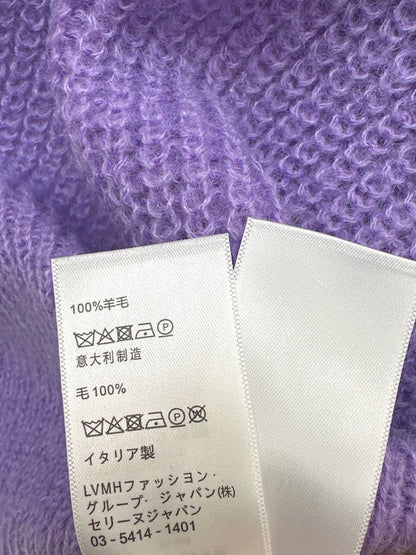 100%羊毛
意大利制造
毛 100%
イタリア製
LVMHファッション・
グループ・ジャパン(株)
セリーヌジャパン
03 - 5414 - 1401